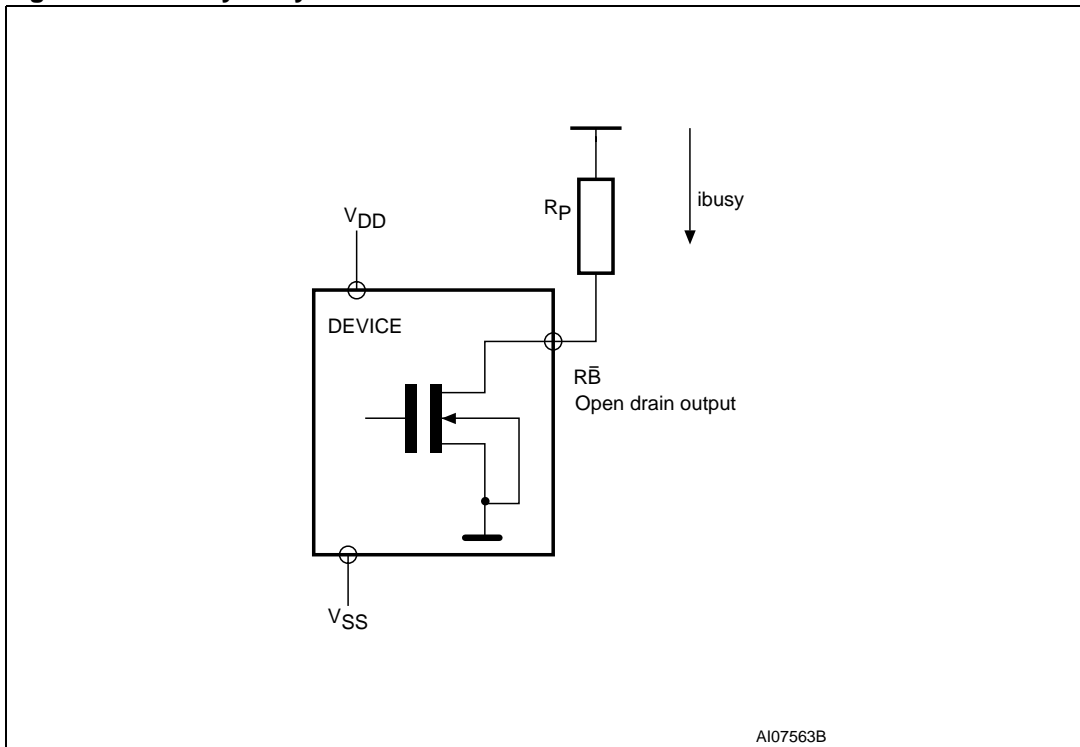 ibusy
RP
VDD
DEVICE
RB̅
Open drain output
VSS
AI07563B